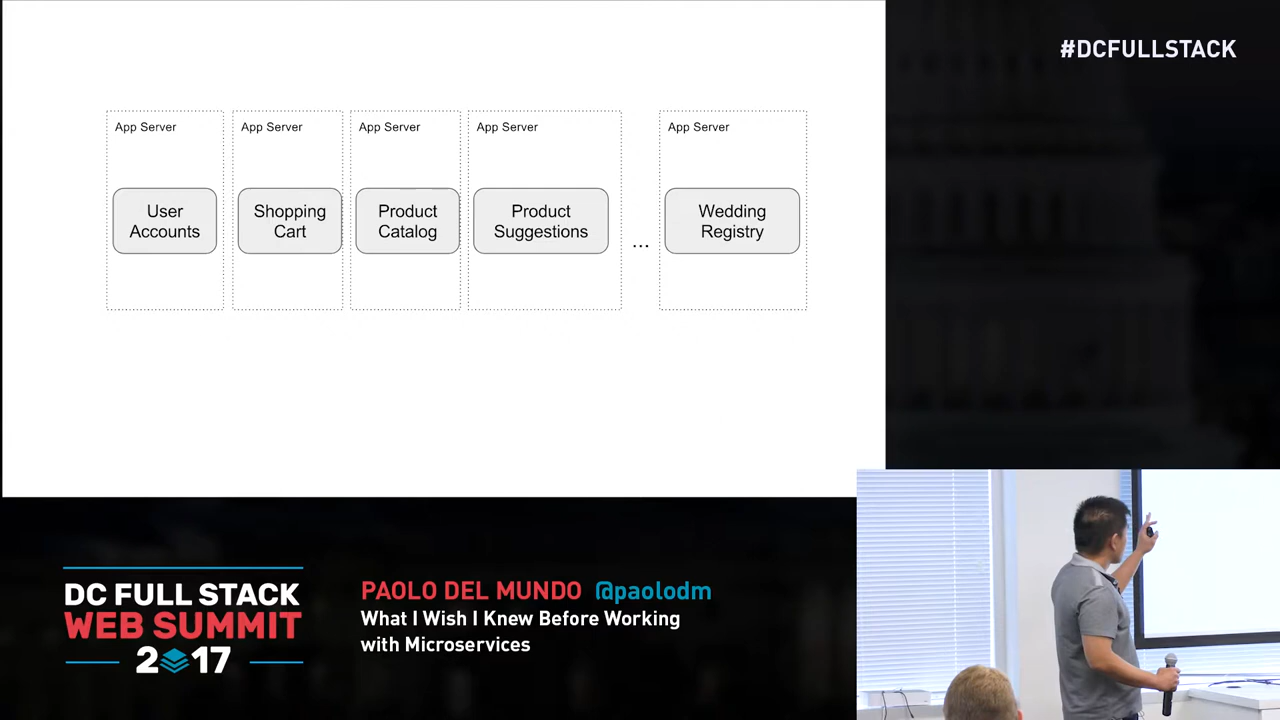 #DCFULLSTACK
App Server
App Server
App Server
App Server
App Server
User
Accounts
Shopping
Cart
Product
Catalog
Product
Suggestions
...
Wedding
Registry
DC FULL STACK
WEB SUMMIT
2017
PAOLO DEL MUNDO @paolodm
What I Wish I Knew Before Working
with Microservices